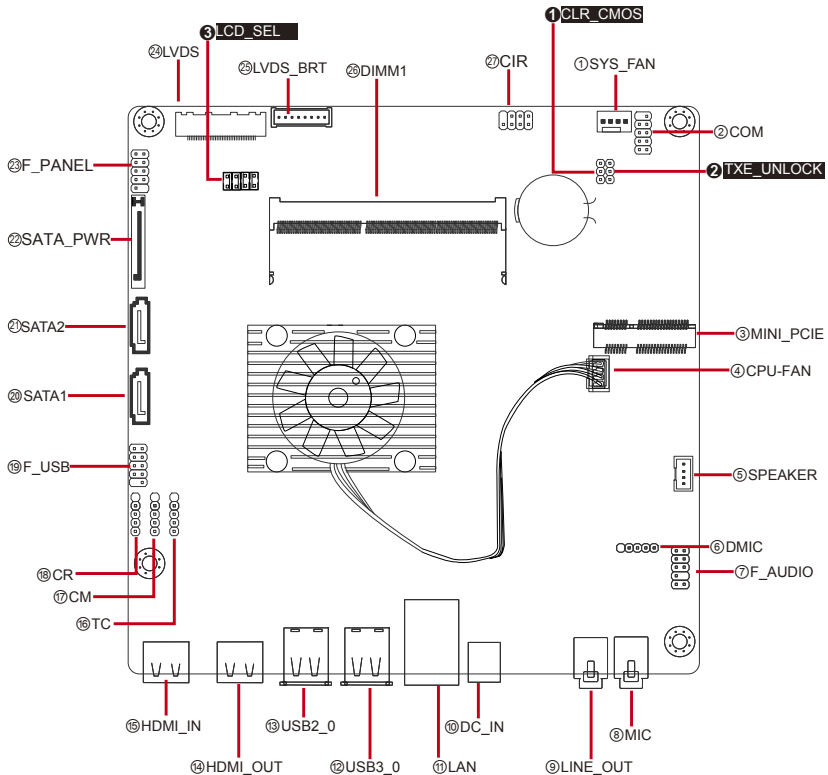 ❶CLR_CMOS
❸LCD_SEL
㉔LVDS
㉕LVDS_BRT
㉖DIMM1
㉗CIR
①SYS_FAN
②COM
㉓F_PANEL
❷TXE_UNLOCK
㉒SATA_PWR
㉑SATA2
③MINI_PCIE
④CPU-FAN
⑳SATA1
⑲F_USB
⑤SPEAKER
⑥DMIC
⑱CR
⑦F_AUDIO
⑰CM
⑯TC
⑮HDMI_IN
⑬USB2_0
⑩DC_IN
⑧MIC
⑭HDMI_OUT
⑫USB3_0
⑪LAN
⑨LINE_OUT